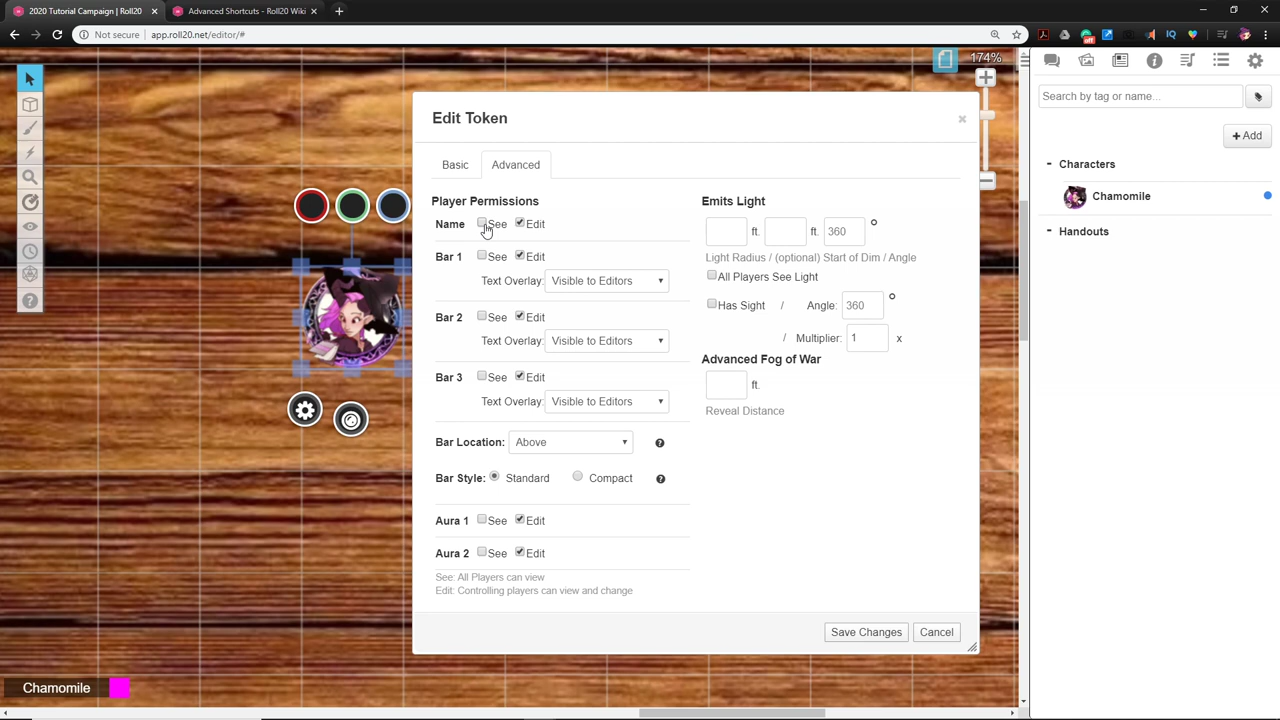 2020 Tutorial Campaign | Roll20
Advanced Shortcuts - Roll20 Wiki
Not secure | app.roll20.net/editor/#
off
174%
Search by tag or name...
+ Add
Edit Token
Basic
Advanced
Characters
Chamomile
Handouts
Player Permissions
Name See Edit
Bar 1 See Edit
Text Overlay: Visible to Editors
Bar 2 See Edit
Text Overlay: Visible to Editors
Bar 3 See Edit
Text Overlay: Visible to Editors
Bar Location: Above
Bar Style: Standard Compact
Aura 1 See Edit
Aura 2 See Edit
See: All Players can view
Edit: Controlling players can view and change
Emits Light
ft. ft. 360 °
Light Radius / (optional) Start of Dim / Angle
All Players See Light
Has Sight / Angle: 360 °
/ Multiplier: 1 x
Advanced Fog of War
ft.
Reveal Distance
Save Changes
Cancel
Chamomile